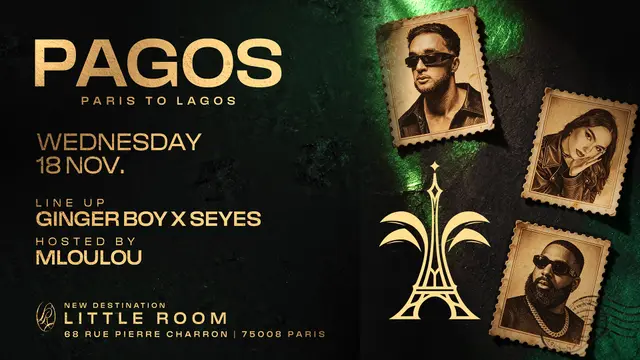 PAGOS
PARIS TO LAGOS
WEDNESDAY
18 NOV.
LINE UP
GINGER BOY X SEYES
HOSTED BY
MLOULOU
NEW DESTINATION
LITTLE ROOM
68 RUE PIERRE CHARRON | 75008 PARIS